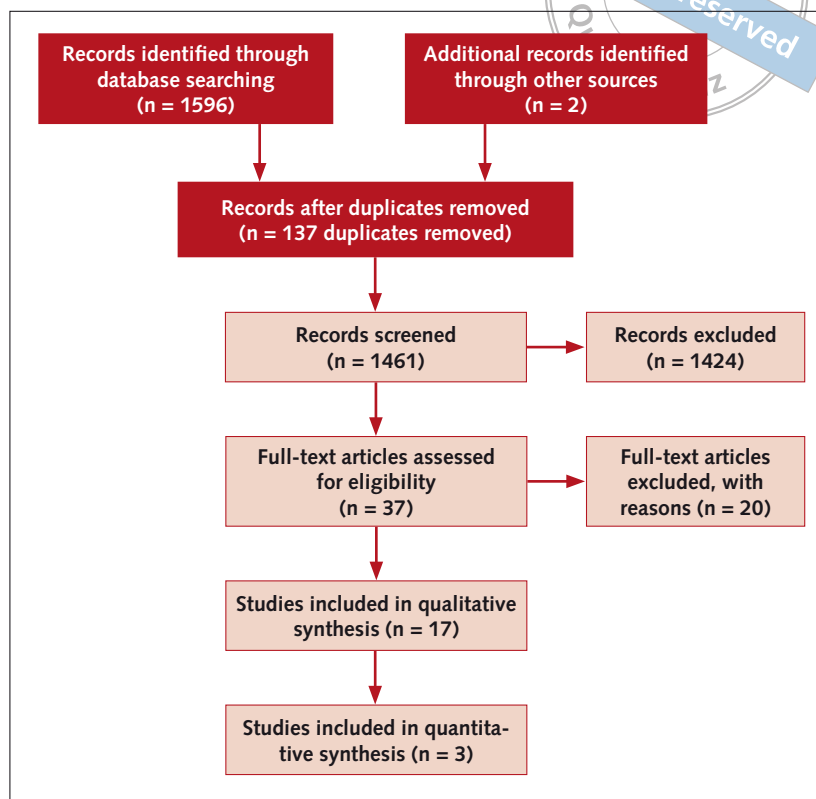 reserved
Records identified through
database searching
(n = 1596)
Additional records identified
through other sources
(n = 2)
Records after duplicates removed
(n = 137 duplicates removed)
Records screened
(n = 1461)
Records excluded
(n = 1424)
Full-text articles assessed
for eligibility
(n = 37)
Full-text articles
excluded, with
reasons (n = 20)
Studies included in qualitative
synthesis (n = 17)
Studies included in quantita-
tive synthesis (n = 3)